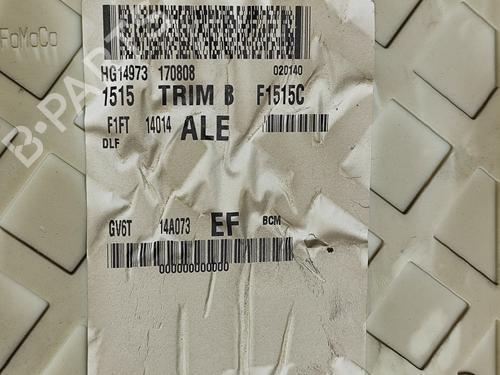 FoMoCo
B-PARTS
HG14973 170808 020140
1515 TRIM B F1515C
F1FT 14014 ALE
DLF
GV6T 14A073 EF BCM
000000000000